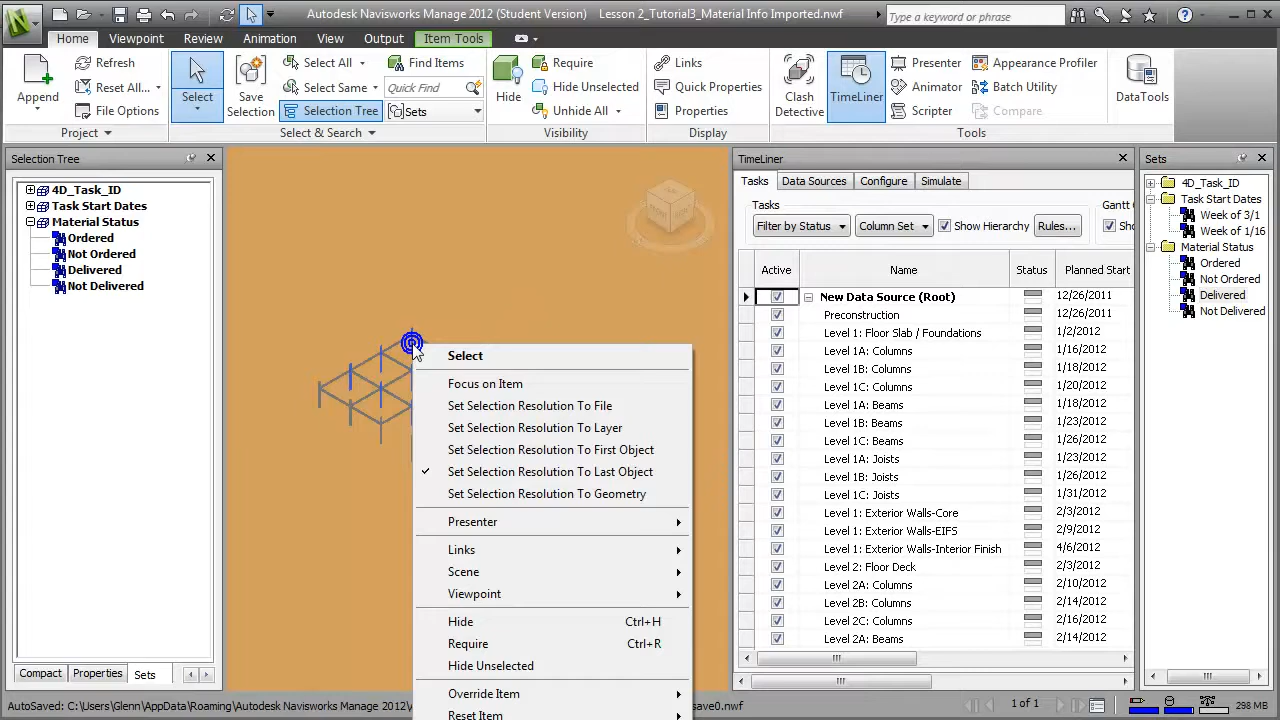 Autodesk Navisworks Manage 2012 (Student Version) Lesson 2_Tutorial3_Material Info Imported.nwf
Type a keyword or phrase
Home Viewpoint Review Animation View Output Item Tools
Append
Refresh
Reset All...
File Options
Project
Select
Save Selection
Select All
Select Same
Selection Tree
Find Items
Quick Find
Sets
Select & Search
Hide
Require
Hide Unselected
Unhide All
Visibility
Links
Quick Properties
Properties
Display
Clash Detective
TimeLiner
Presenter
Animator
Scripter
Appearance Profiler
Batch Utility
Compare
DataTools
Tools
Selection Tree
4D_Task_ID
Task Start Dates
Material Status
Ordered
Not Ordered
Delivered
Not Delivered
Compact Properties Sets
Select
Focus on Item
Set Selection Resolution To File
Set Selection Resolution To Layer
Set Selection Resolution To First Object
Set Selection Resolution To Last Object
Set Selection Resolution To Geometry
Presenter
Links
Scene
Viewpoint
Hide Ctrl+H
Require Ctrl+R
Hide Unselected
Override Item
Reset Item
TimeLiner
Tasks Data Sources Configure Simulate
Tasks
Filter by Status Column Set Show Hierarchy Rules...
Active Name Status Planned Start
New Data Source (Root) 12/26/2011
Preconstruction 12/26/2011
Level1: Floor Slab / Foundations 1/2/2012
Level 1A: Columns 1/16/2012
Level 1B: Columns 1/18/2012
Level 1C: Columns 1/20/2012
Level 1A: Beams 1/18/2012
Level 1B: Beams 1/23/2012
Level 1C: Beams 1/27/2012
Level 1A: Joists 1/23/2012
Level 1B: Joists 1/26/2012
Level 1C: Joists 1/31/2012
Level 1: Exterior Walls-Core 2/3/2012
Level 1: Exterior Walls-EIFS 2/9/2012
Level 1: Exterior Walls-Interior Finish 4/6/2012
Level 2: Floor Deck 2/3/2012
Level 2A: Columns 2/10/2012
Level 2B: Columns 2/14/2012
Level 2C: Columns 2/16/2012
Level 2A: Beams 2/14/2012
Sets
4D_Task_ID
Task Start Dates
Week of 3/1
Week of 1/16
Material Status
Ordered
Not Ordered
Delivered
Not Delivered
AutoSaved: C:\Users\Glenn\AppData\Roaming\Autodesk Navisworks Manage 2012\
save0.nwf
1 of 1
298 MB